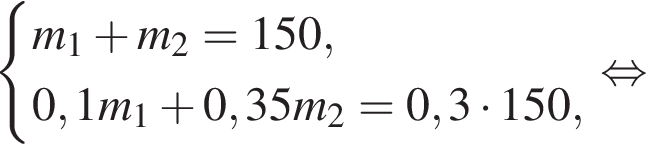 m₁ + m₂ = 150,
0,1m₁ + 0,35m₂ = 0,3 · 150, ⇔